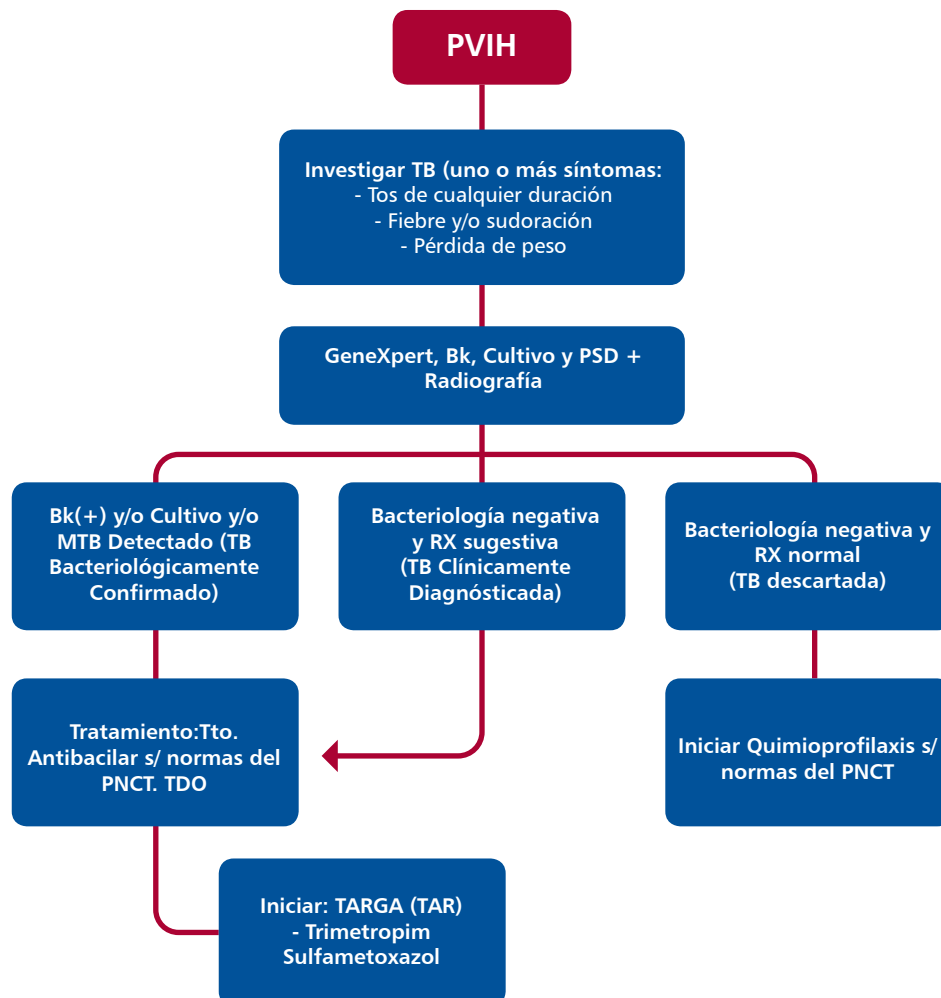 PVIH
Investigar TB (uno o más síntomas:
- Tos de cualquier duración
- Fiebre y/o sudoración
- Pérdida de peso
GeneXpert, Bk, Cultivo y PSD +
Radiografía
Bk(+) y/o Cultivo y/o
MTB Detectado (TB
Bacteriológicamente
Confirmado)
Bacteriología negativa
y RX sugestiva
(TB Clínicamente
Diagnósticada)
Bacteriología negativa y
RX normal
(TB descartada)
Tratamiento:Tto.
Antibacilar s/ normas del
PNCT. TDO
Iniciar Quimioprofilaxis s/
normas del PNCT
Iniciar: TARGA (TAR)
- Trimetropim
Sulfametoxazol